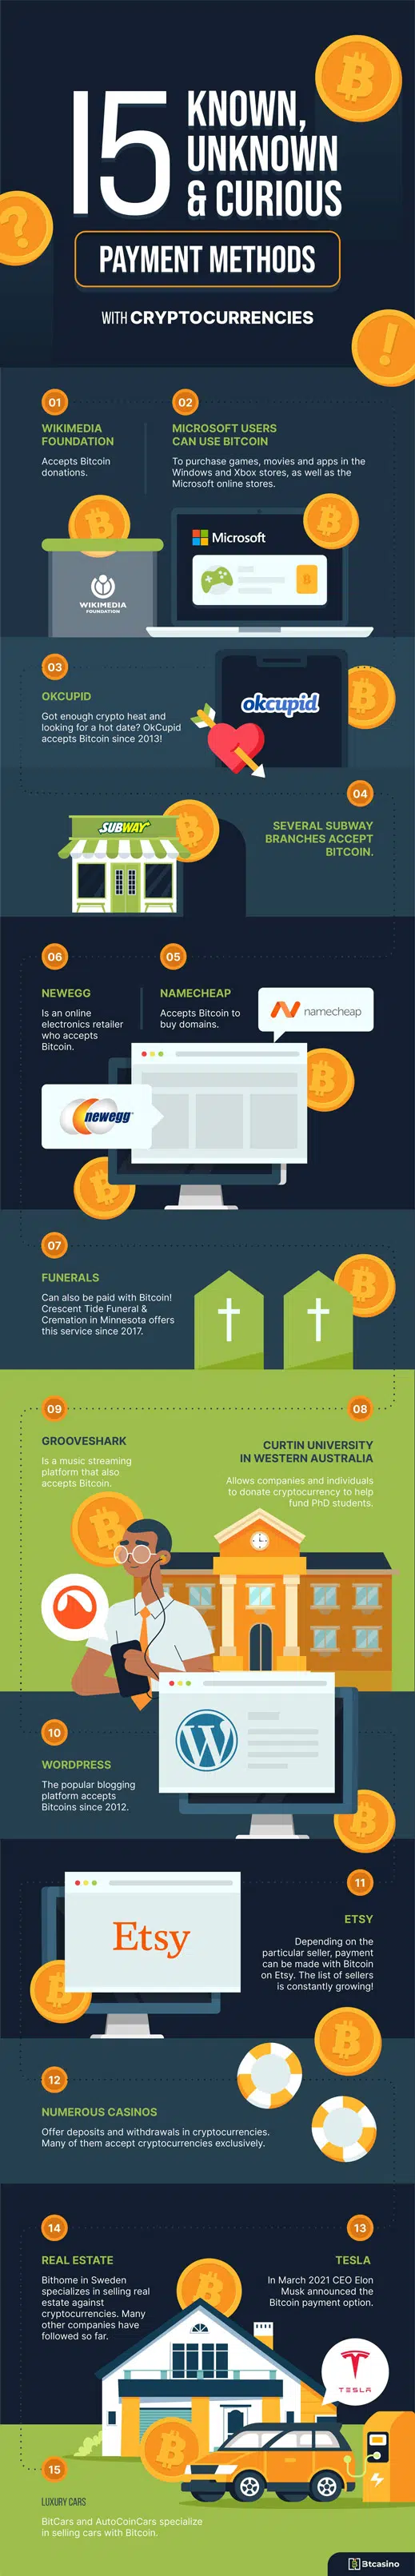 15
KNOWN,
UNKNOWN
& CURIOUS
PAYMENT METHODS
WITH CRYPTOCURRENCIES
01
WIKIMEDIA
FOUNDATION
Accepts Bitcoin
donations.
02
MICROSOFT USERS
CAN USE BITCOIN
To purchase games, movies and apps in the
Windows and Xbox stores, as well as the
Microsoft online stores.
Microsoft
WIKIMEDIA
FOUNDATION
03
OKCUPID
Got enough crypto heat and
looking for a hot date? OkCupid
accepts Bitcoin since 2013!
okcupid
04
SEVERAL SUBWAY
BRANCHES ACCEPT
BITCOIN.
SUBWAY
06
NEWEGG
Is an online
electronics retailer
who accepts
Bitcoin.
05
NAMECHEAP
Accepts Bitcoin to
buy domains.
namecheap
newegg
07
FUNERALS
Can also be paid with Bitcoin!
Crescent Tide Funeral &
Cremation in Minnesota offers
this service since 2017.
09
GROOVESHARK
Is a music streaming
platform that also
accepts Bitcoin.
08
CURTIN UNIVERSITY
IN WESTERN AUSTRALIA
Allows companies and individuals
to donate cryptocurrency to help
fund PhD students.
10
WORDPRESS
The popular blogging
platform accepts
Bitcoins since 2012.
11
ETSY
Depending on the
particular seller, payment
can be made with Bitcoin
on Etsy. The list of sellers
is constantly growing!
Etsy
12
NUMEROUS CASINOS
Offer deposits and withdrawals in cryptocurrencies.
Many of them accept cryptocurrencies exclusively.
14
REAL ESTATE
Bithome in Sweden
specializes in selling real
estate against
cryptocurrencies. Many
other companies have
followed so far.
13
TESLA
In March 2021 CEO Elon
Musk announced the
Bitcoin payment option.
TESLA
15
LUXURY CARS
BitCars and AutoCoinCars specialize
in selling cars with Bitcoin.
Btcasino